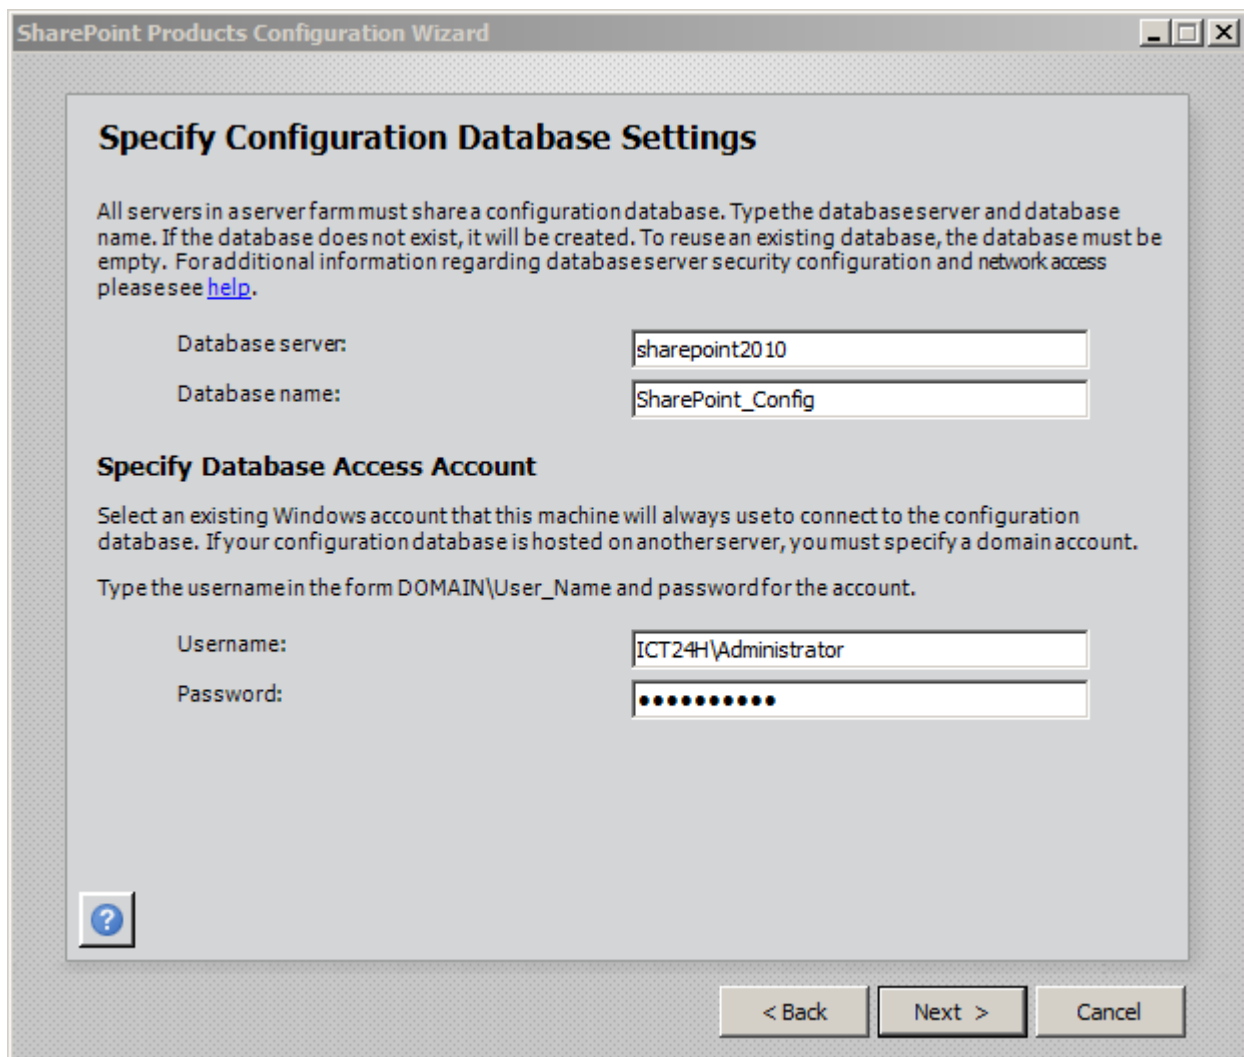 SharePoint Products Configuration Wizard
Specify Configuration Database Settings
All servers in a server farm must share a configuration database. Type the database server and database
name. If the database does not exist, it will be created. To reuse an existing database, the database must be
empty. For additional information regarding database server security configuration and network access
please see help.
Database server:
sharepoint2010
Database name:
SharePoint_Config
Specify Database Access Account
Select an existing Windows account that this machine will always use to connect to the configuration
database. If your configuration database is hosted on another server, you must specify a domain account.
Type the username in the form DOMAIN\User_Name and password for the account.
Username:
ICT24H\Administrator
Password:
●●●●●●●●●●
?
< Back
Next >
Cancel